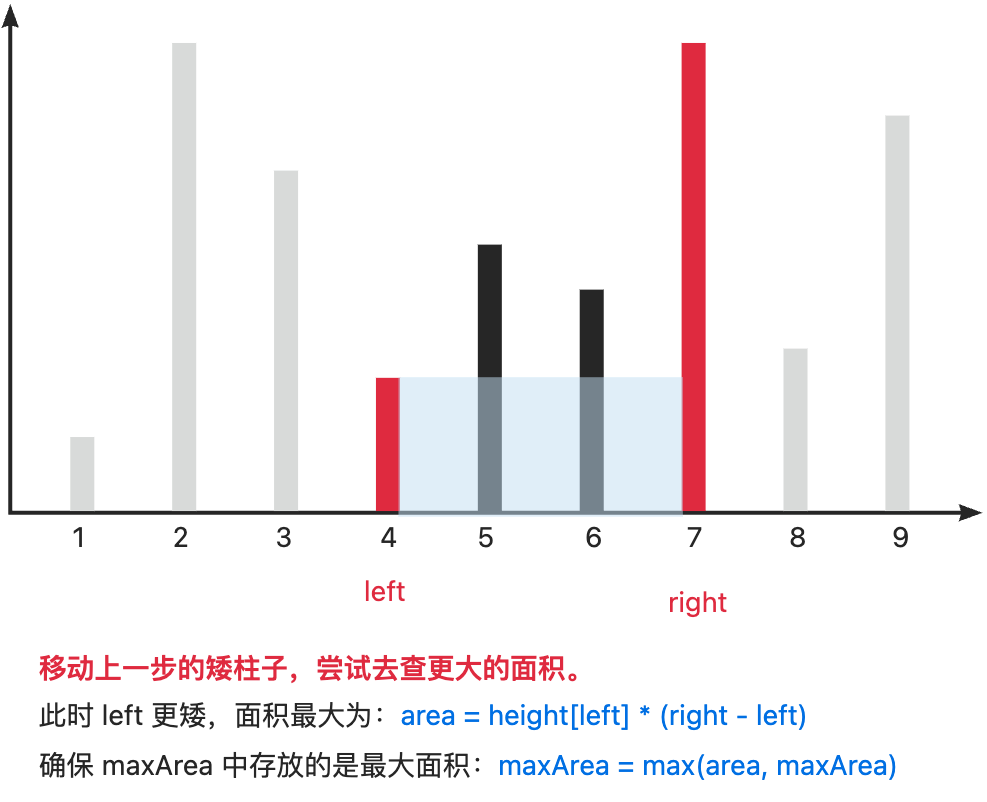 1 2 3 4 5 6 7 8 9
left
right
移动上一步的矮柱子，尝试去查更大的面积。
此时 left 更矮，面积最大为：area = height[left] * (right - left)
确保 maxArea 中存放的是最大面积：maxArea = max(area, maxArea)